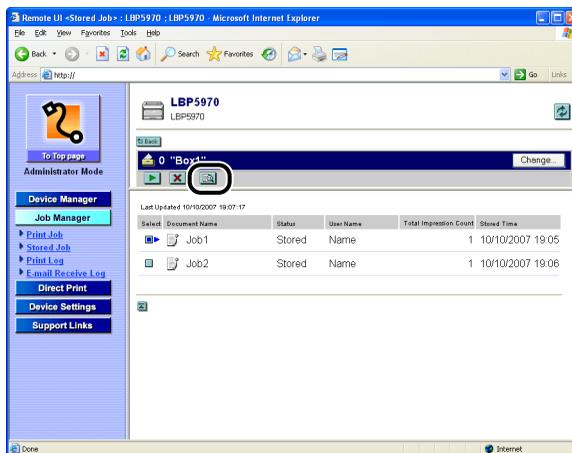 Remote UI <Stored Job> : LBP5970 ; LBP5970 - Microsoft Internet Explorer
File Edit View Favorites Tools Help
Back Search Favorites
Address http:// Go Links
LBP5970
LBP5970
To Top page
Administrator Mode
Back
0 "Box1" Change...
Device Manager
Job Manager
Print Job
Stored Job
Print Log
E-mail Receive Log
Direct Print
Device Settings
Support Links
Last Updated 10/10/2007 19:07:17
Select Document Name Status User Name Total Impression Count Stored Time
Job1 Stored Name 1 10/10/2007 19:05
Job2 Stored Name 1 10/10/2007 19:06
Done Internet